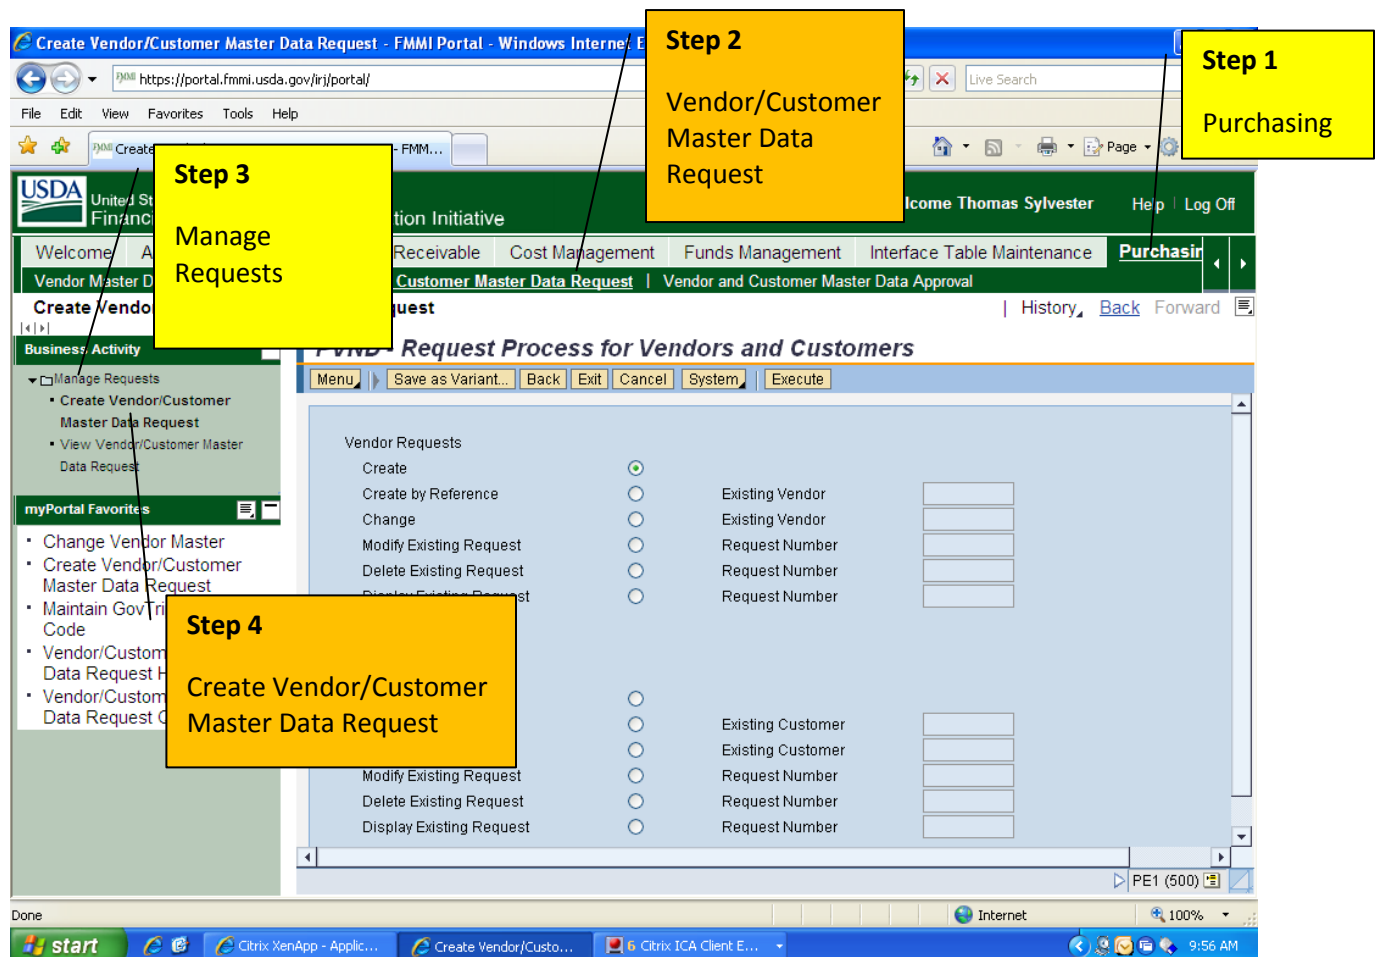 Create Vendor/Customer Master Data Request - FMMI Portal - Windows Internet E
Step 2
Vendor/Customer
Master Data
Request
Step 1
Purchasing
https://portal.fmmi.usda.gov/irj/portal/
Live Search
File Edit View Favorites Tools Help
Create
- FMM...
Page
Step 3
Manage
Requests
USDA
United St
Financ
tion Initiative
lcome Thomas Sylvester
Help | Log Off
Welcome A Receivable Cost Management Funds Management Interface Table Maintenance Purchasin
Vendor Master D Customer Master Data Request | Vendor and Customer Master Data Approval
Create Vendo quest
| History Back Forward
Business Activity
- Request Process for Vendors and Customers
Manage Requests
Menu Save as Variant... Back Exit Cancel System Execute
Create Vendor/Customer
Master Data Request
View Vendor/Customer Master
Data Request
Vendor Requests
Create
Create by Reference Existing Vendor
Change Existing Vendor
Modify Existing Request Request Number
Delete Existing Request Request Number
Display Existing Request Request Number
myPortal Favorites
Change Vendor Master
Create Vendor/Customer
Master Data Request
Maintain GovTri
Code
Vendor/Custom
Data Request H
Vendor/Custom
Data Request
Step 4
Create Vendor/Customer
Master Data Request
Existing Customer
Existing Customer
Modify Existing Request Request Number
Delete Existing Request Request Number
Display Existing Request Request Number
PE1 (500)
Done
Internet
100%
start
Citrix XenApp - Applic...
Create Vendor/Custo...
6 Citrix ICA Client E...
9:56 AM